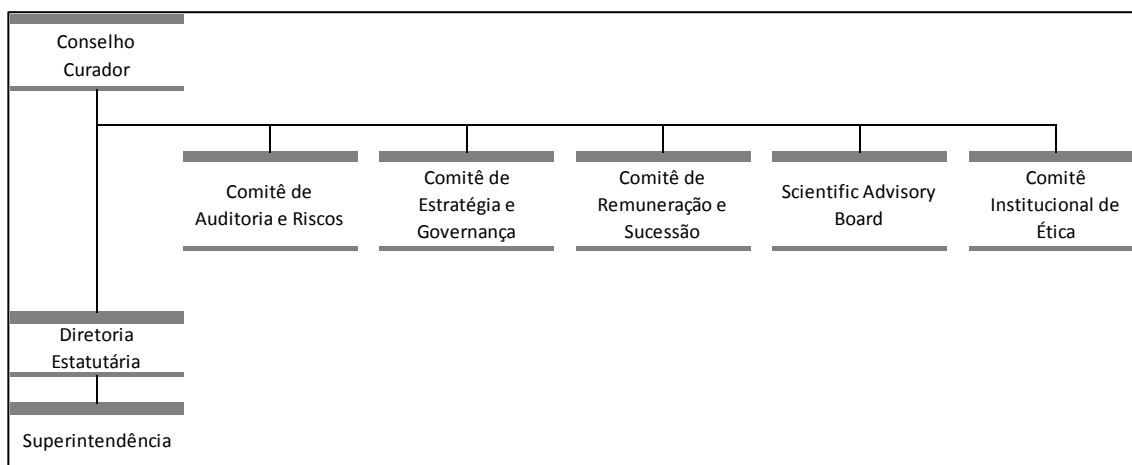 Conselho
Curador
Comitê de
Auditoria e Riscos
Comitê de
Estratégia e
Governança
Comitê de
Remuneração e
Sucessão
Scientific Advisory
Board
Comitê
Institucional de
Ética
Diretoria
Estatutária
Superintendência